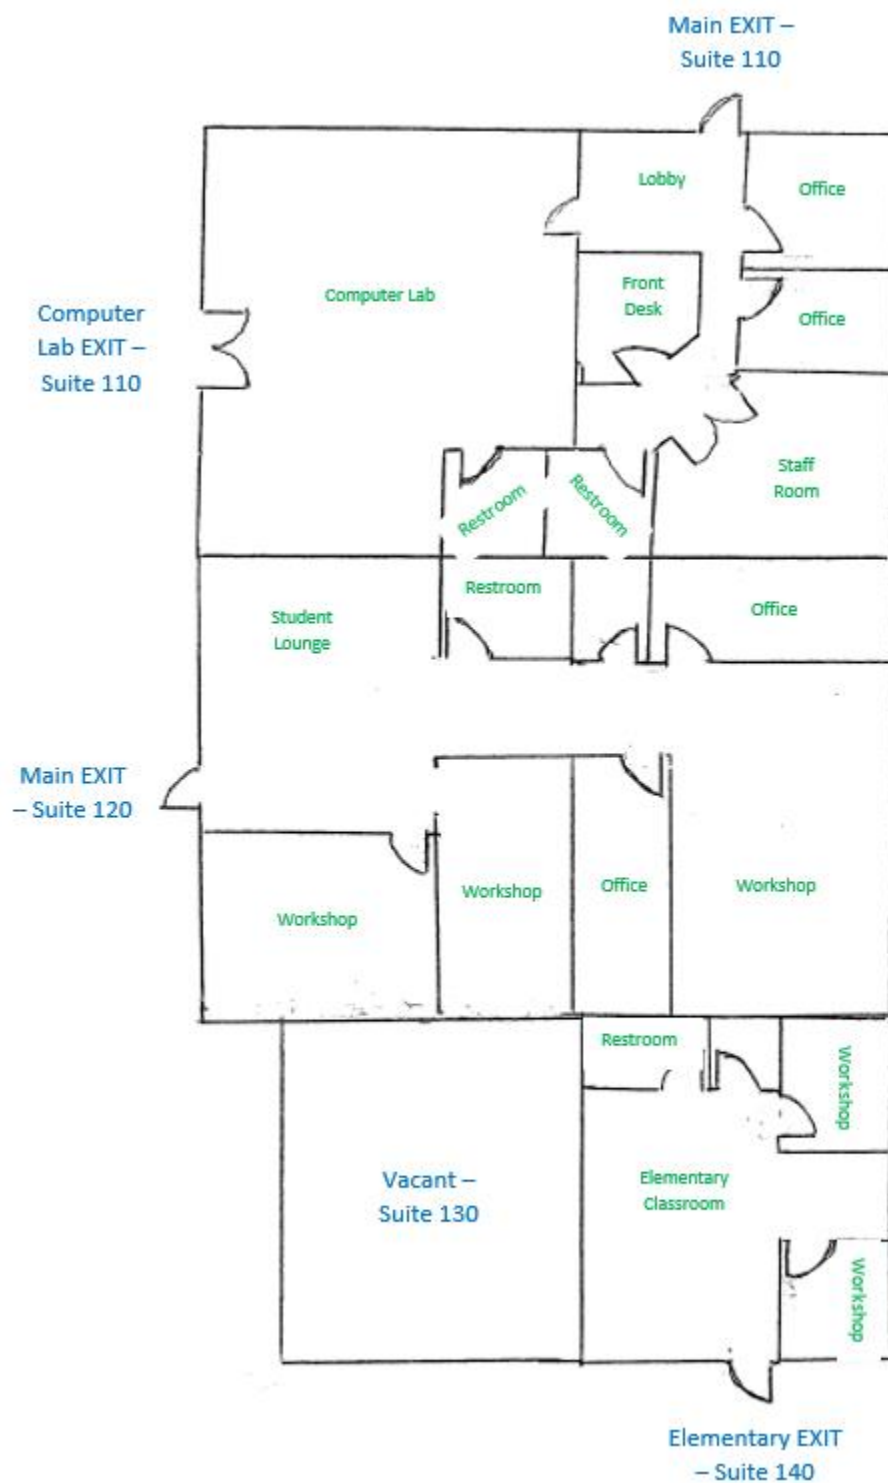 Main EXIT –
Suite 110
Lobby
Office
Computer Lab
Front
Desk
Office
Computer
Lab EXIT –
Suite 110
Staff
Room
Restroom
Restroom
Restroom
Student
Lounge
Office
Main EXIT
– Suite 120
Workshop
Workshop
Office
Workshop
Restroom
Workshop
Vacant –
Suite 130
Elementary
Classroom
Workshop
Elementary EXIT
– Suite 140